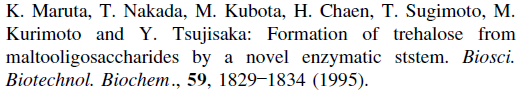 K. Maruta, T. Nakada, M. Kubota, H. Chaen, T. Sugimoto, M.
Kurimoto and Y. Tsujisaka: Formation of trehalose from
maltooligosaccharides by a novel enzymatic ststem. Biosci.
Biotechnol. Biochem., 59, 1829−1834 (1995).